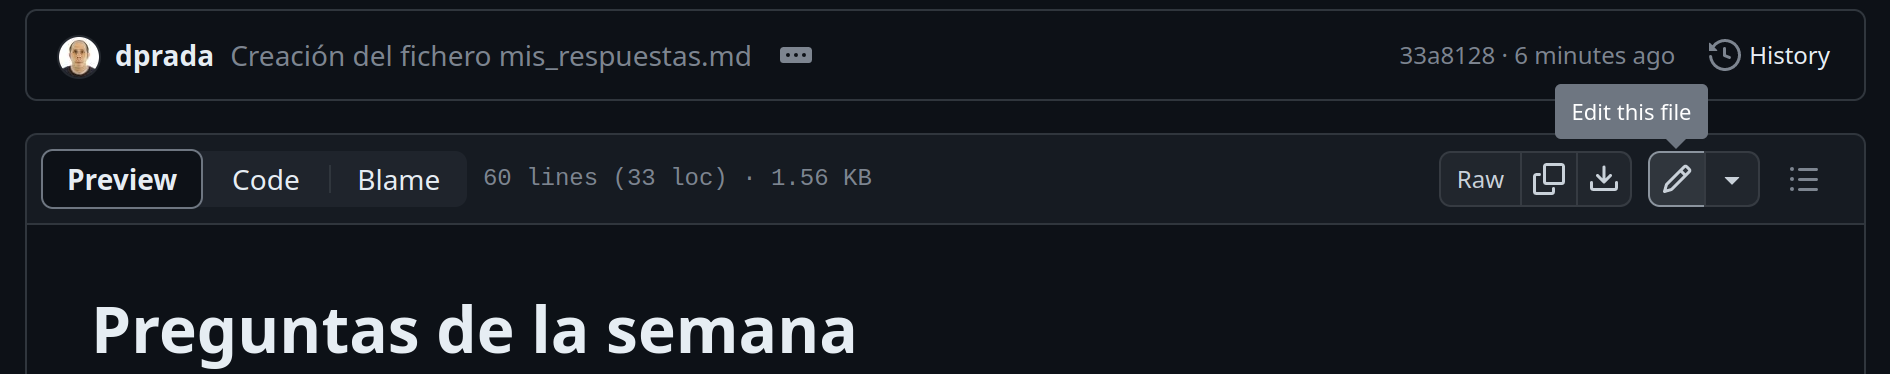 dprada Creación del fichero mis_respuestas.md ··· 33a8128 · 6 minutes ago History
Edit this file
Preview Code Blame 60 lines (33 loc) · 1.56 KB Raw
Preguntas de la semana